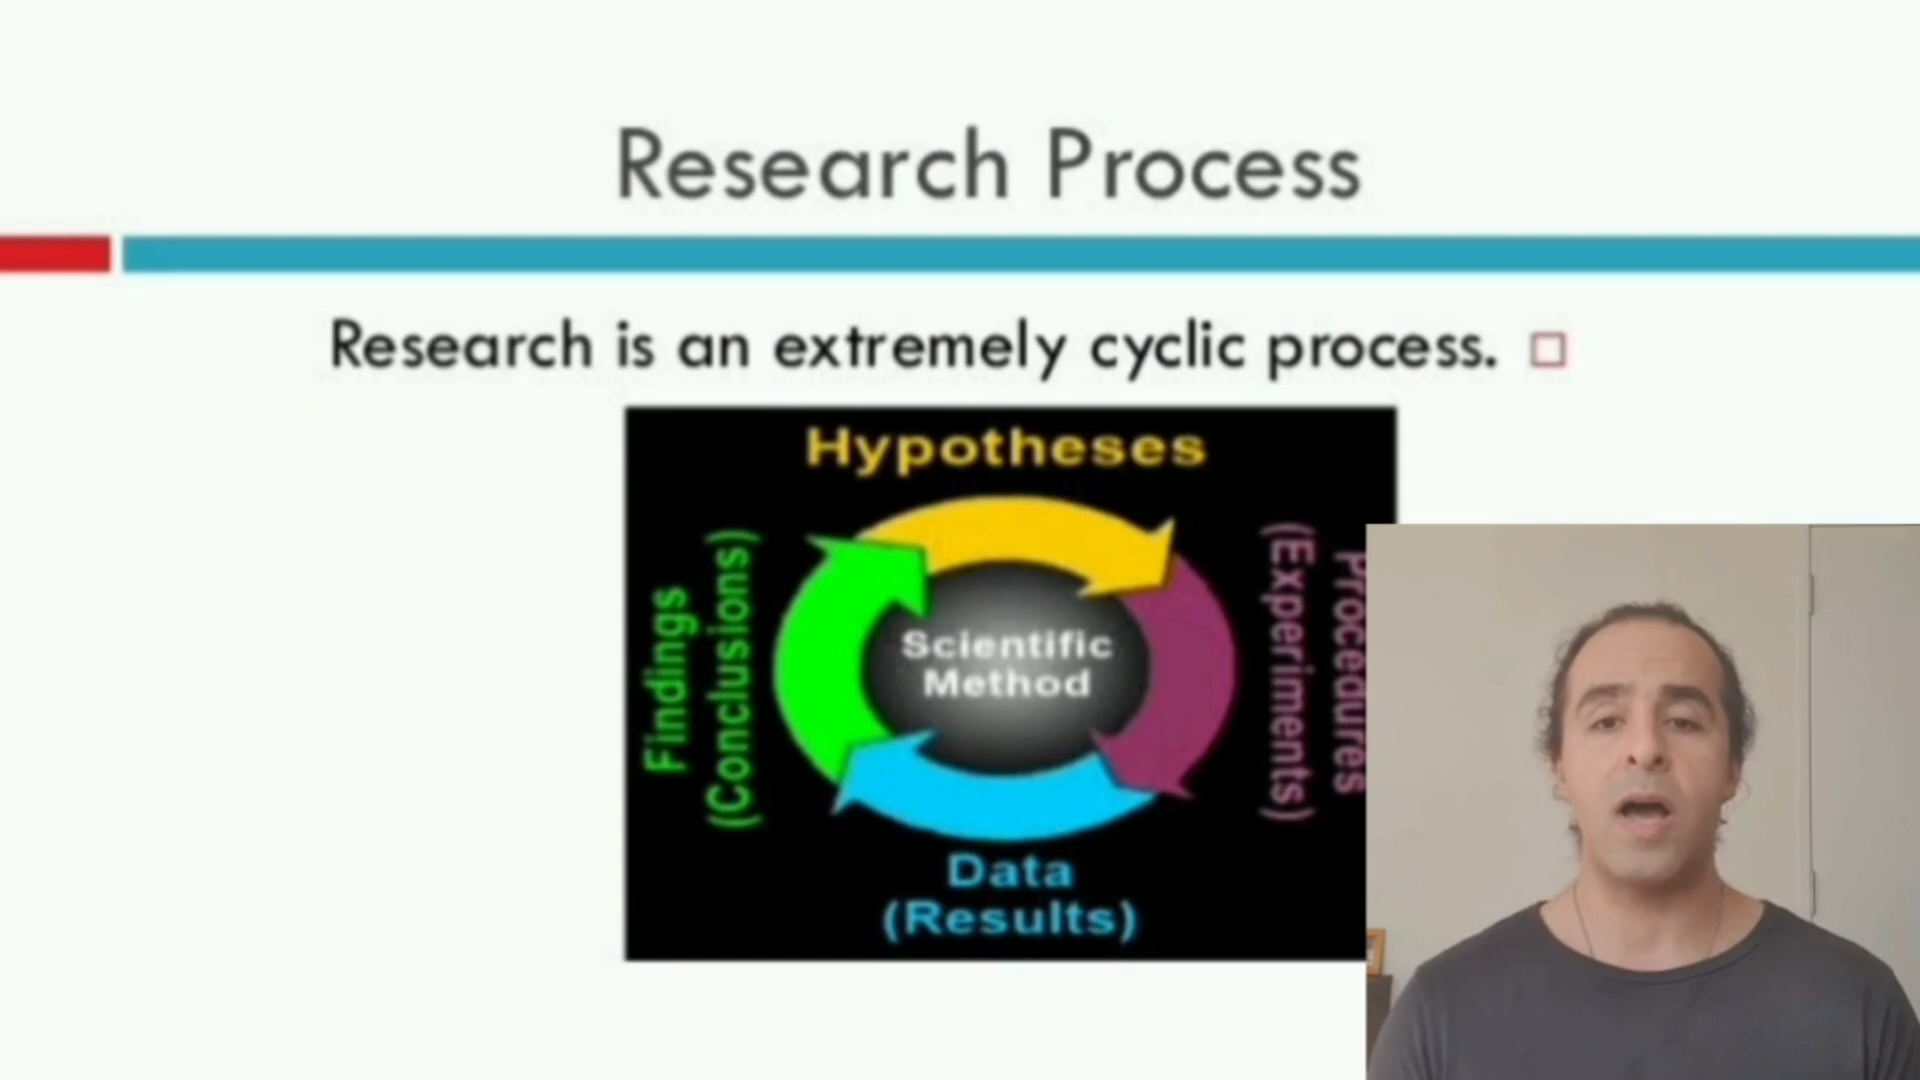 Research Process
Research is an extremely cyclic process.
Hypotheses
Procedures
(Experiments)
Scientific
Method
Findings
(Conclusions)
Data
(Results)